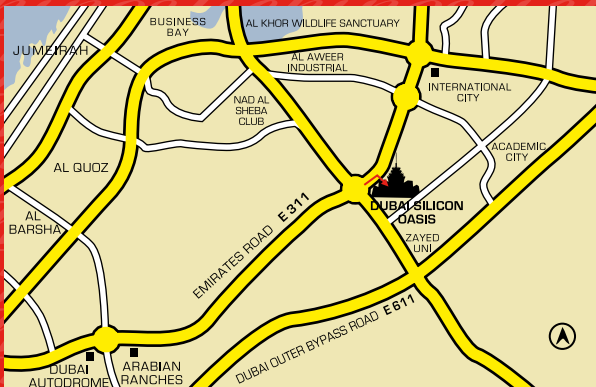 BUSINESS
BAY
AL KHOR WILDLIFE SANCTUARY
JUMEIRAH
AL AWEER
INDUSTRIAL
INTERNATIONAL
CITY
NAD AL
SHEBA
CLUB
ACADEMIC
CITY
AL QUOZ
DUBAI SILICON
OASIS
AL
BARSHA
EMIRATES ROAD E 311
ZAYED
UNI
DUBAI OUTER BYPASS ROAD E 611
DUBAI
AUTODROME
ARABIAN
RANCHES